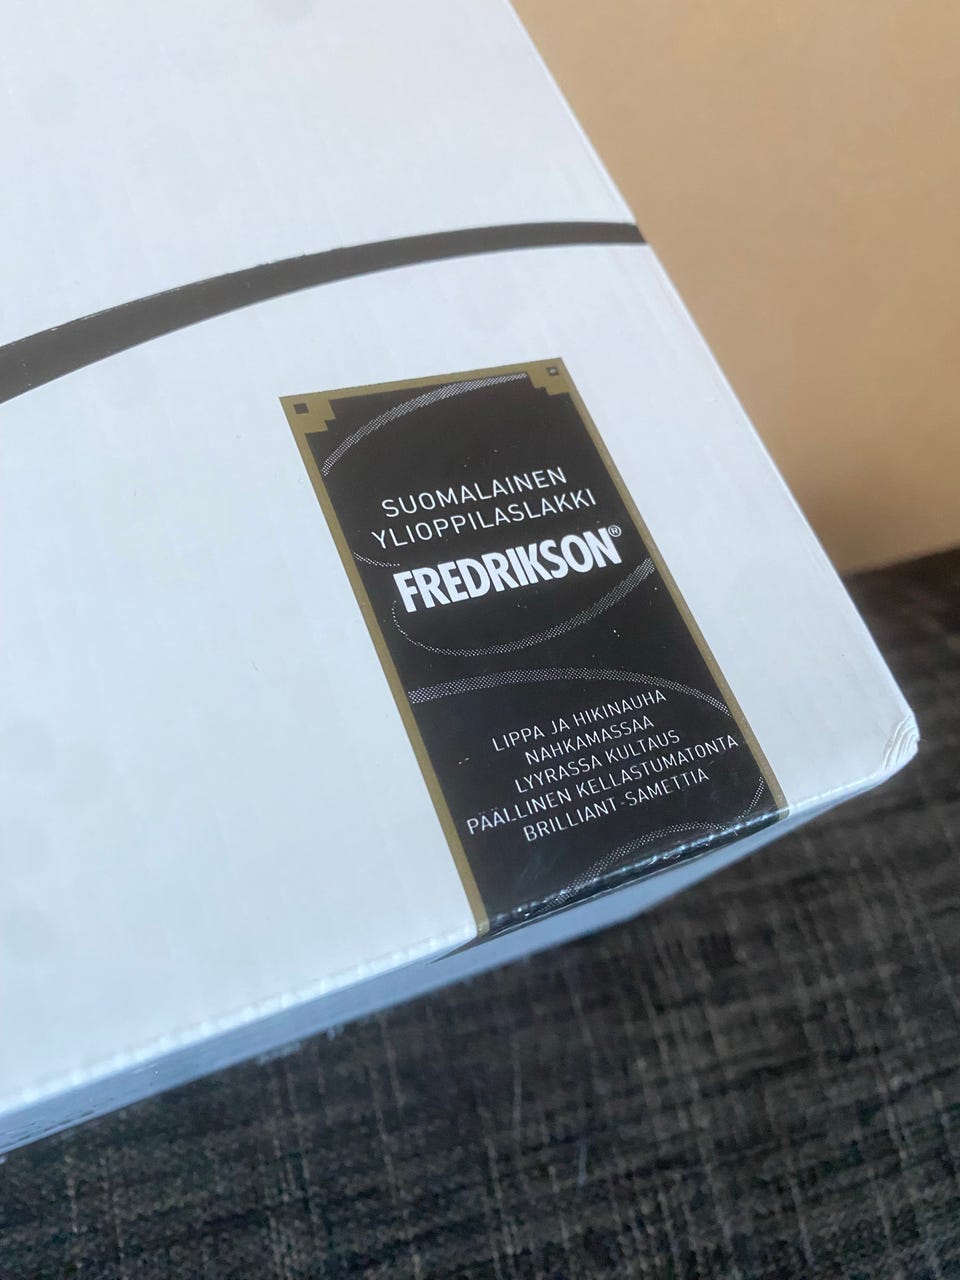 SUOMALAINEN
YLIOPPILASLAKKI
FREDRIKSON®
LIPPA JA HIKINAUHA
NAHKAMASSAA
LYYRASSA KULTAUS
PÄÄLLINEN KELLASTUMATONTA
BRILLIANT-SAMETTIA